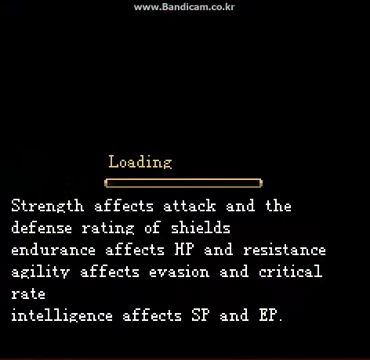 www.Bandicam.co.kr
Loading
Strength affects attack and the
defense rating of shields
endurance affects HP and resistance
agility affects evasion and critical
rate
intelligence affects SP and EP.